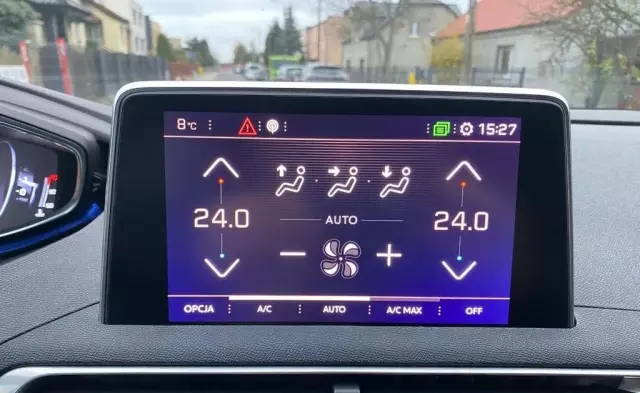 8°C 15:27
24.0 24.0
AUTO
OPCJA A/C AUTO A/C MAX OFF